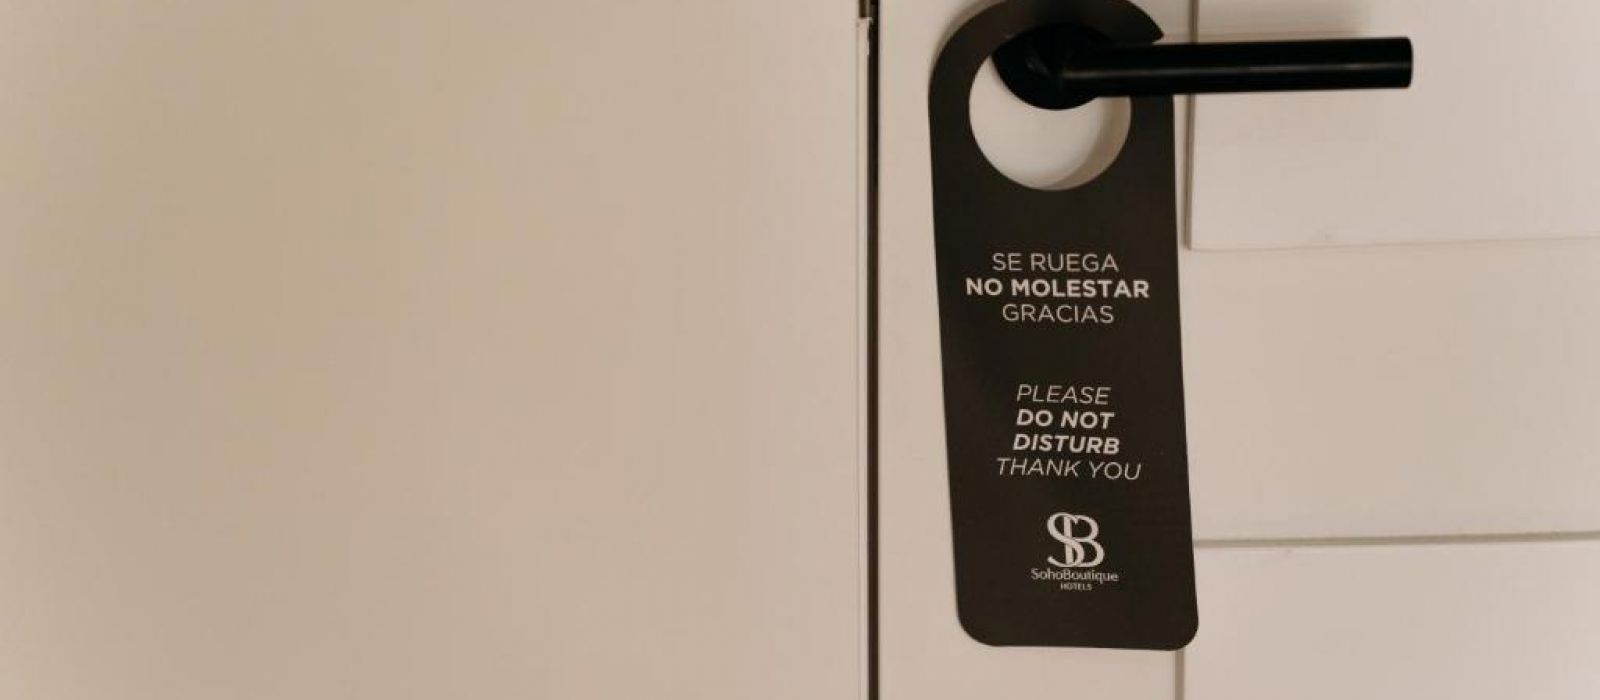 SE RUEGA
NO MOLESTAR
GRACIAS
PLEASE
DO NOT
DISTURB
THANK YOU
SB
SohoBoutique
HOTELS